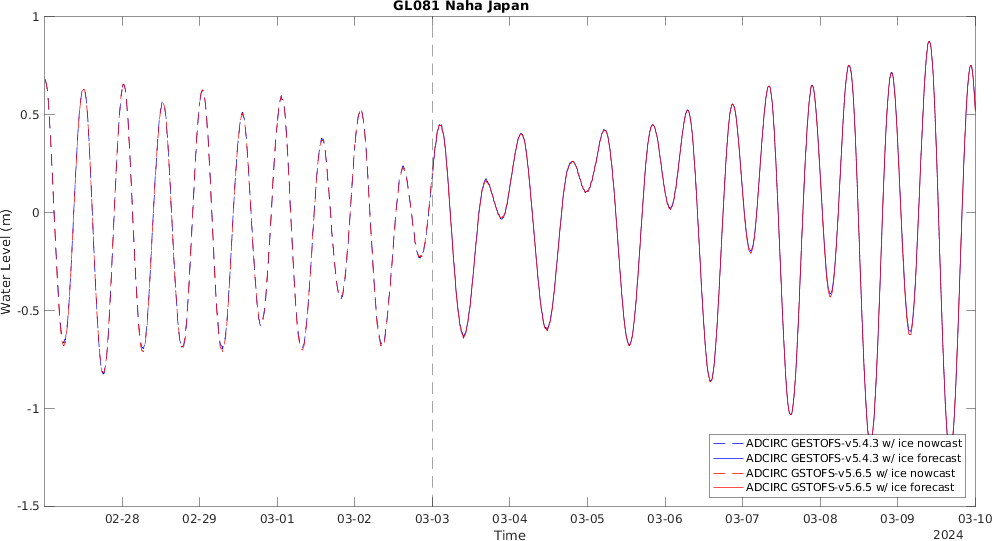 GL081 Naha Japan
1
0.5
0
-0.5
-1
-1.5
Water Level (m)
ADCIRC GESTOFS-v5.4.3 w/ ice nowcast
ADCIRC GESTOFS-v5.4.3 w/ ice forecast
ADCIRC GSTOFS-v5.6.5 w/ ice nowcast
ADCIRC GSTOFS-v5.6.5 w/ ice forecast
02-28 02-29 03-01 03-02 03-03 03-04 03-05 03-06 03-07 03-08 03-09 03-10
Time
2024